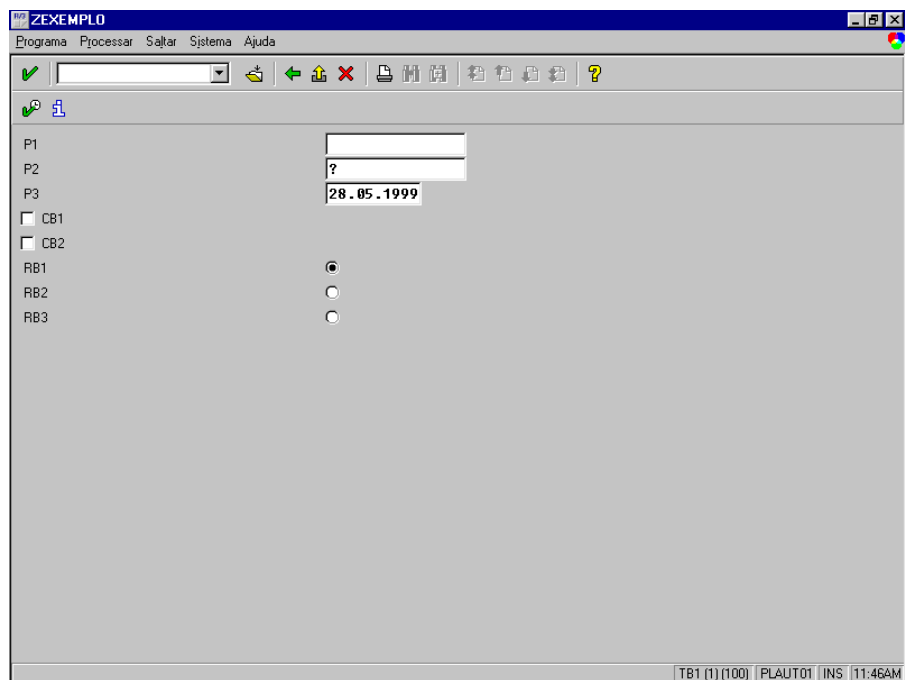 ZEXEMPLO
Programa Processar Saltar Sistema Ajuda
P1
P2 ?
P3 28.05.1999
CB1
CB2
RB1
RB2
RB3
TB1 (1) (100) PLAUT01 INS 11:46AM